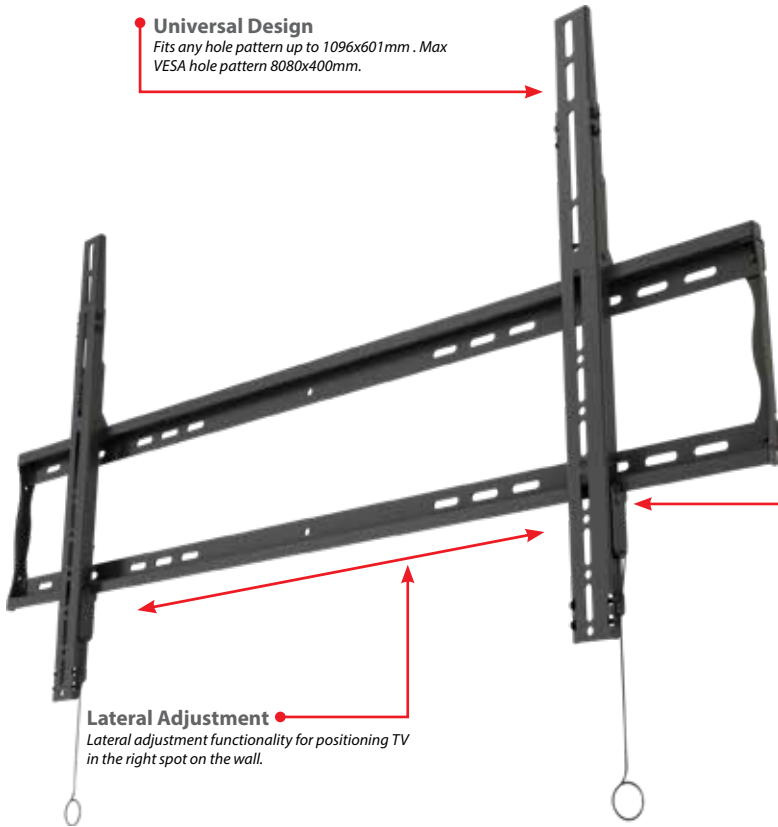 Universal Design
Fits any hole pattern up to 1096x601mm . Max
VESA hole pattern 8080x400mm.
Lateral Adjustment
Lateral adjustment functionality for positioning TV
in the right spot on the wall.